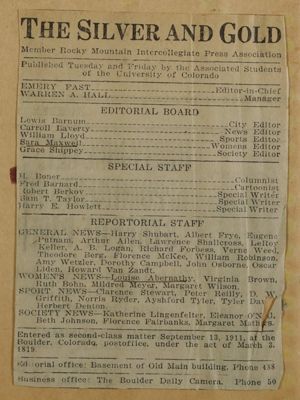 THE SILVER AND GOLD
Member Rocky Mountain Intercollegiate Press Association
Published Tuesday and Friday by the Associated Students
of the University of Colorado
EMERY FAST Editor-in-Chief
WARREN A. HALL Manager
EDITORIAL BOARD
Lewis Barnum City Editor
Carroll Eaverty News Editor
William Lloyd Sports Editor
Sara Maxwell Womens Editor
Grace Shippey Society Editor
SPECIAL STAFF
H. Boner Columnist
Fred Barnard Cartoonist
Robert Berkov Special Writer
Sam T. Taylor Special Writer
Harry E. Howlett Special Writer
REPORTORIAL STAFF
GENERAL NEWS—Harry Shubart, Albert Frye, Eugene
Putnam, Arthur Allen, Lawrence Shallcross, LeRoy
Keller, A. B. Logan, Richard Forbess, Verne Weed,
Theodore Berg, Florence McKee, William Robinson,
Amy Wetzler, Dorothy Campbell, John Osborne, Oscar
Liden, Howard Van Zandt.
WOMEN'S NEWS—Louise Abernathy, Virginia Brown,
Ruth Bohn, Mildred Meyer, Margaret Wilson.
SPORT NEWS—Clarence Stewart, Peter Reilly, D. W.
Griffith, Norris Ryder, Ayshford Tyler, Tyler
Herbert Denton.
SOCIETY NEWS—Katherine Lingenfelter, Eleanor
Beth Johnson, Florence Fairbanks, Margaret
Entered as second-class matter September 13, 1911, at the
Boulder, Colorado, postoffice, under the act of March 3,
1819.
Editorial office: Basement of Old Main building. Phone 438
Business office: The Boulder Daily Camera. Phone 50